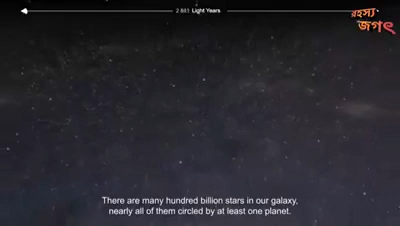 2 881 Light Years
রহস্য
জগৎ
There are many hundred billion stars in our galaxy,
nearly all of them circled by at least one planet.